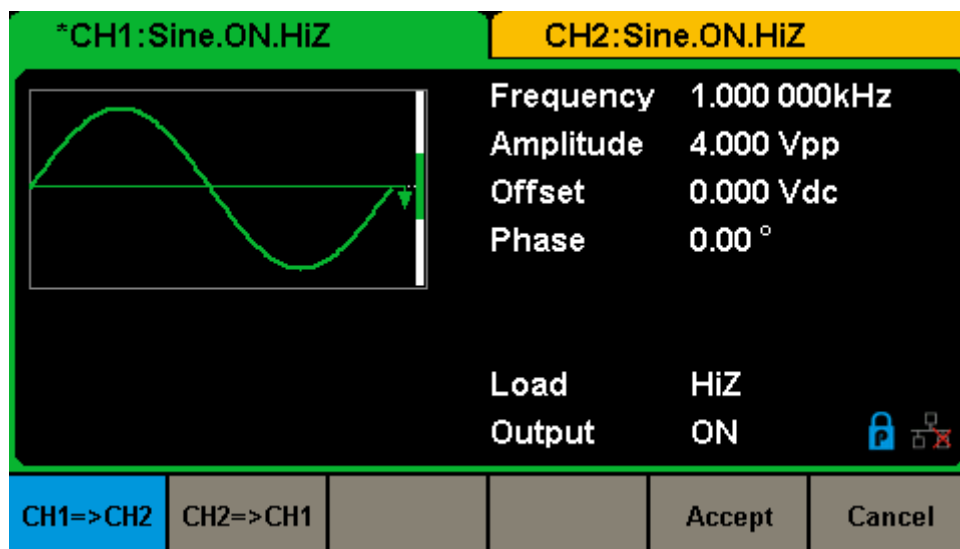 *CH1:Sine.ON.HiZ CH2:Sine.ON.HiZ
Frequency 1.000 000kHz
Amplitude 4.000 Vpp
Offset 0.000 Vdc
Phase 0.00 °
Load HiZ
Output ON
P
CH1=>CH2 CH2=>CH1 Accept Cancel